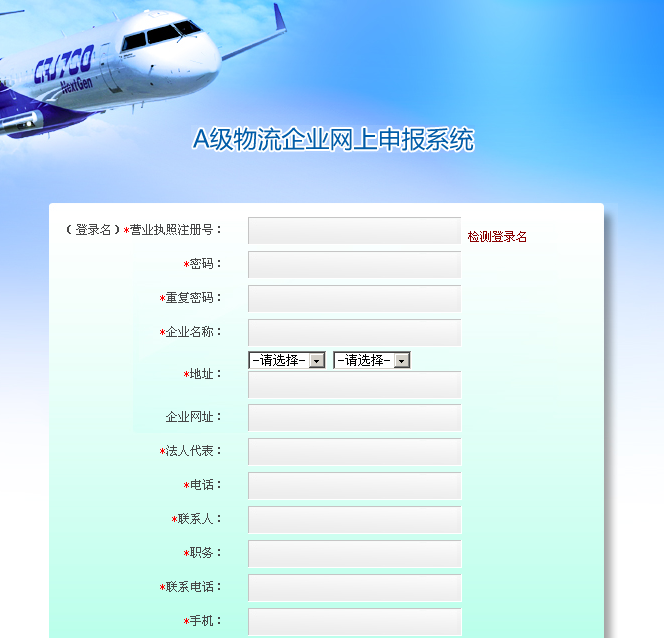 CRJ700
NextGen
A级物流企业网上申报系统
（登录名）*营业执照注册号：
检测登录名
*密码：
*重复密码：
*企业名称：
*地址：
-请选择- -请选择-
企业网址：
*法人代表：
*电话：
*联系人：
*职务：
*联系电话：
*手机：